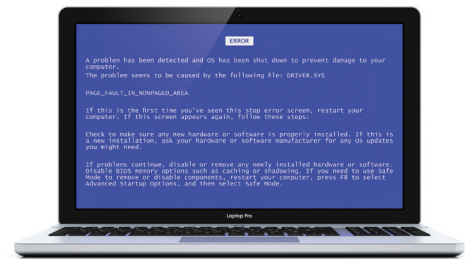 ERROR
A problem has been detected and OS has been shut down to prevent damage to your
computer.
The problem seems to be caused by the following file: DRIVER.SYS
PAGE_FAULT_IN_NONPAGED_AREA
If this is the first time you've seen this stop error screen, restart your
computer. If this screen appears again, follow these steps:
Check to make sure any new hardware or software is properly installed. If this is
a new installation, ask your hardware or software manufacturer for any OS updates
you might need.
If problems continue, disable or remove any newly installed hardware or software.
Disable BIOS memory options such as caching or shadowing. If you need to use Safe
Mode to remove or disable components, restart your computer, press F8 to select
Advanced Startup Options, and then select Safe Mode.
Laptop Pro